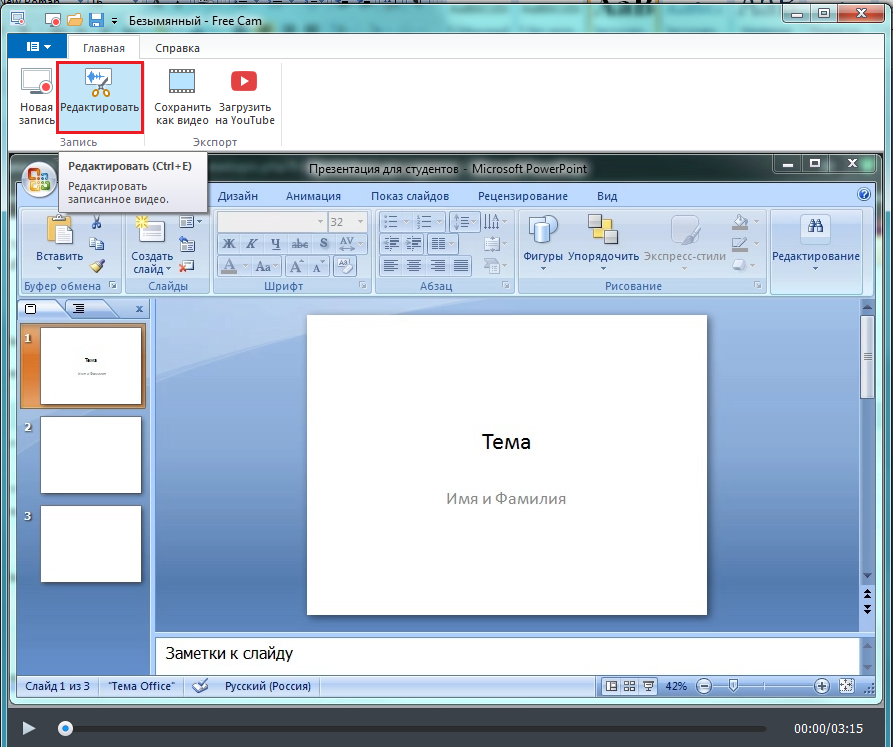 Безымянный - Free Cam
Главная Справка
Новая запись
Редактировать
Сохранить как видео
Загрузить на YouTube
Запись Экспорт
Редактировать (Ctrl+E)
Редактировать
записанное видео.
Презентация для студентов - Microsoft PowerPoint
Дизайн Анимация Показ слайдов Рецензирование Вид
32
Ж К Ч abc S AV
А Aa A A
Вставить
Создать слайд
Фигуры Упорядочить Экспресс-стили
Редактирование
Буфер обмена Слайды Шрифт Абзац Рисование
1
Тема
Имя и Фамилия
2
3
Тема
Имя и Фамилия
Заметки к слайду
Слайд 1 из 3 "Тема Office" Русский (Россия) 42%
00:00/03:15